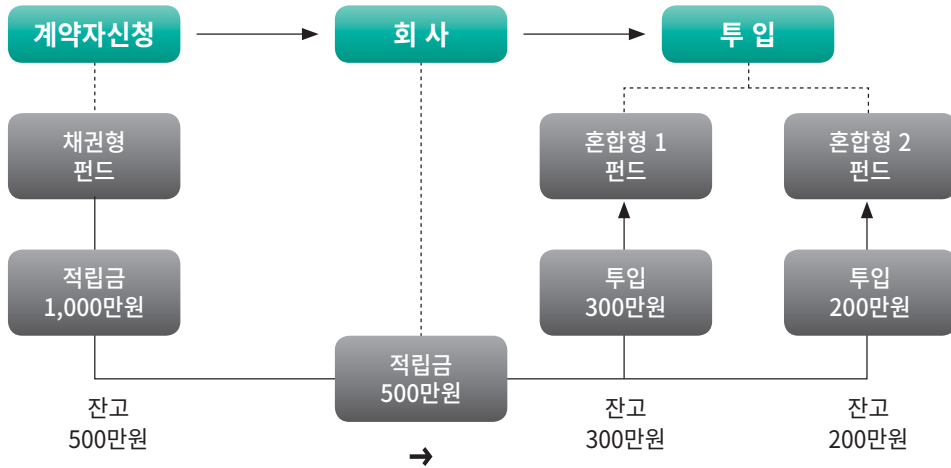 계약자신청
회 사
투 입
채권형
펀드
혼합형 1
펀드
혼합형 2
펀드
적립금
1,000만원
투입
300만원
투입
200만원
적립금
500만원
잔고
500만원
잔고
300만원
잔고
200만원